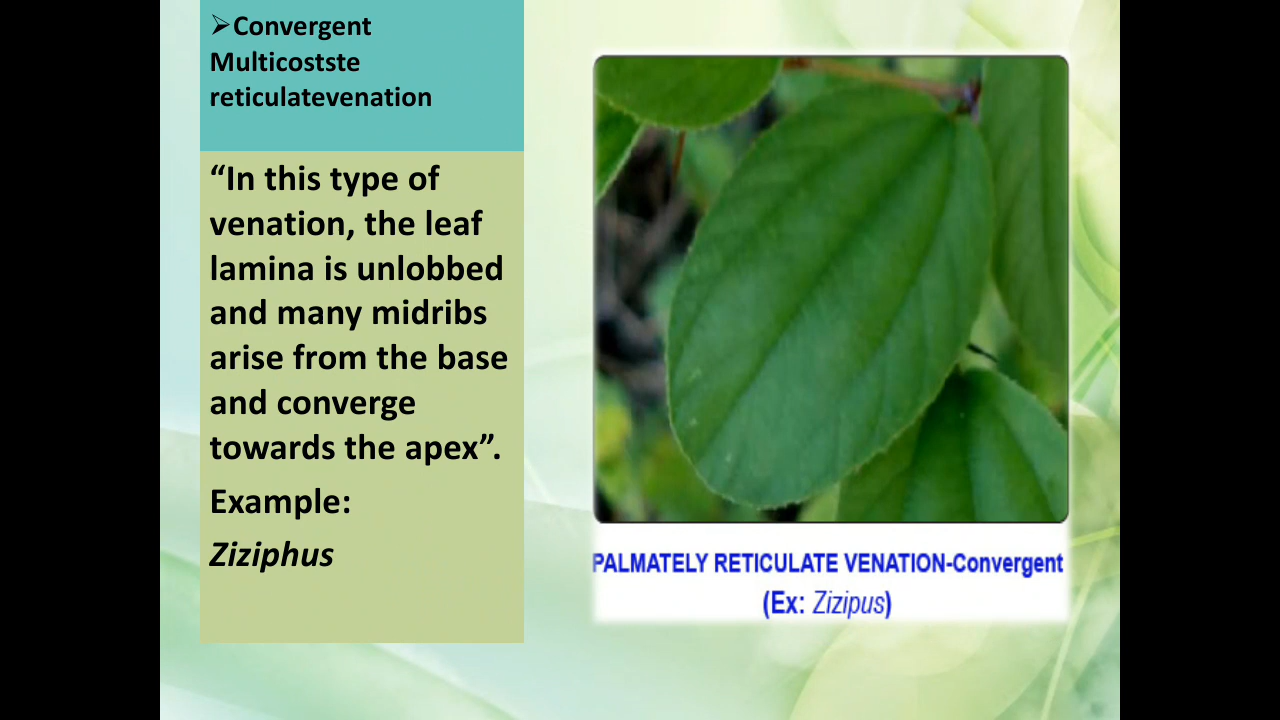 ➢Convergent
Multicostste
reticulatevenation
“In this type of
venation, the leaf
lamina is unlobbed
and many midribs
arise from the base
and converge
towards the apex”.
Example:
Ziziphus
PALMATELY RETICULATE VENATION-Convergent
(Ex: Zizipus)